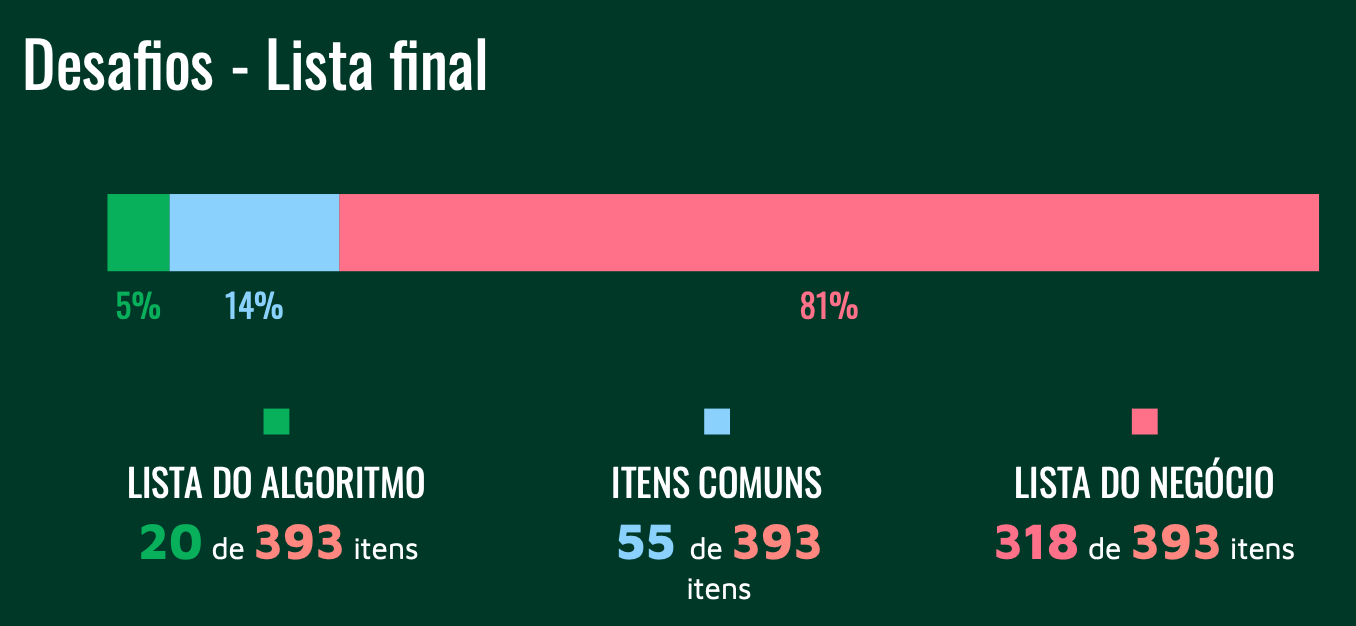 Desafios - Lista final
5%
14%
81%
LISTA DO ALGORITMO
20 de 393 itens
ITENS COMUNS
55 de 393
itens
LISTA DO NEGÓCIO
318 de 393 itens